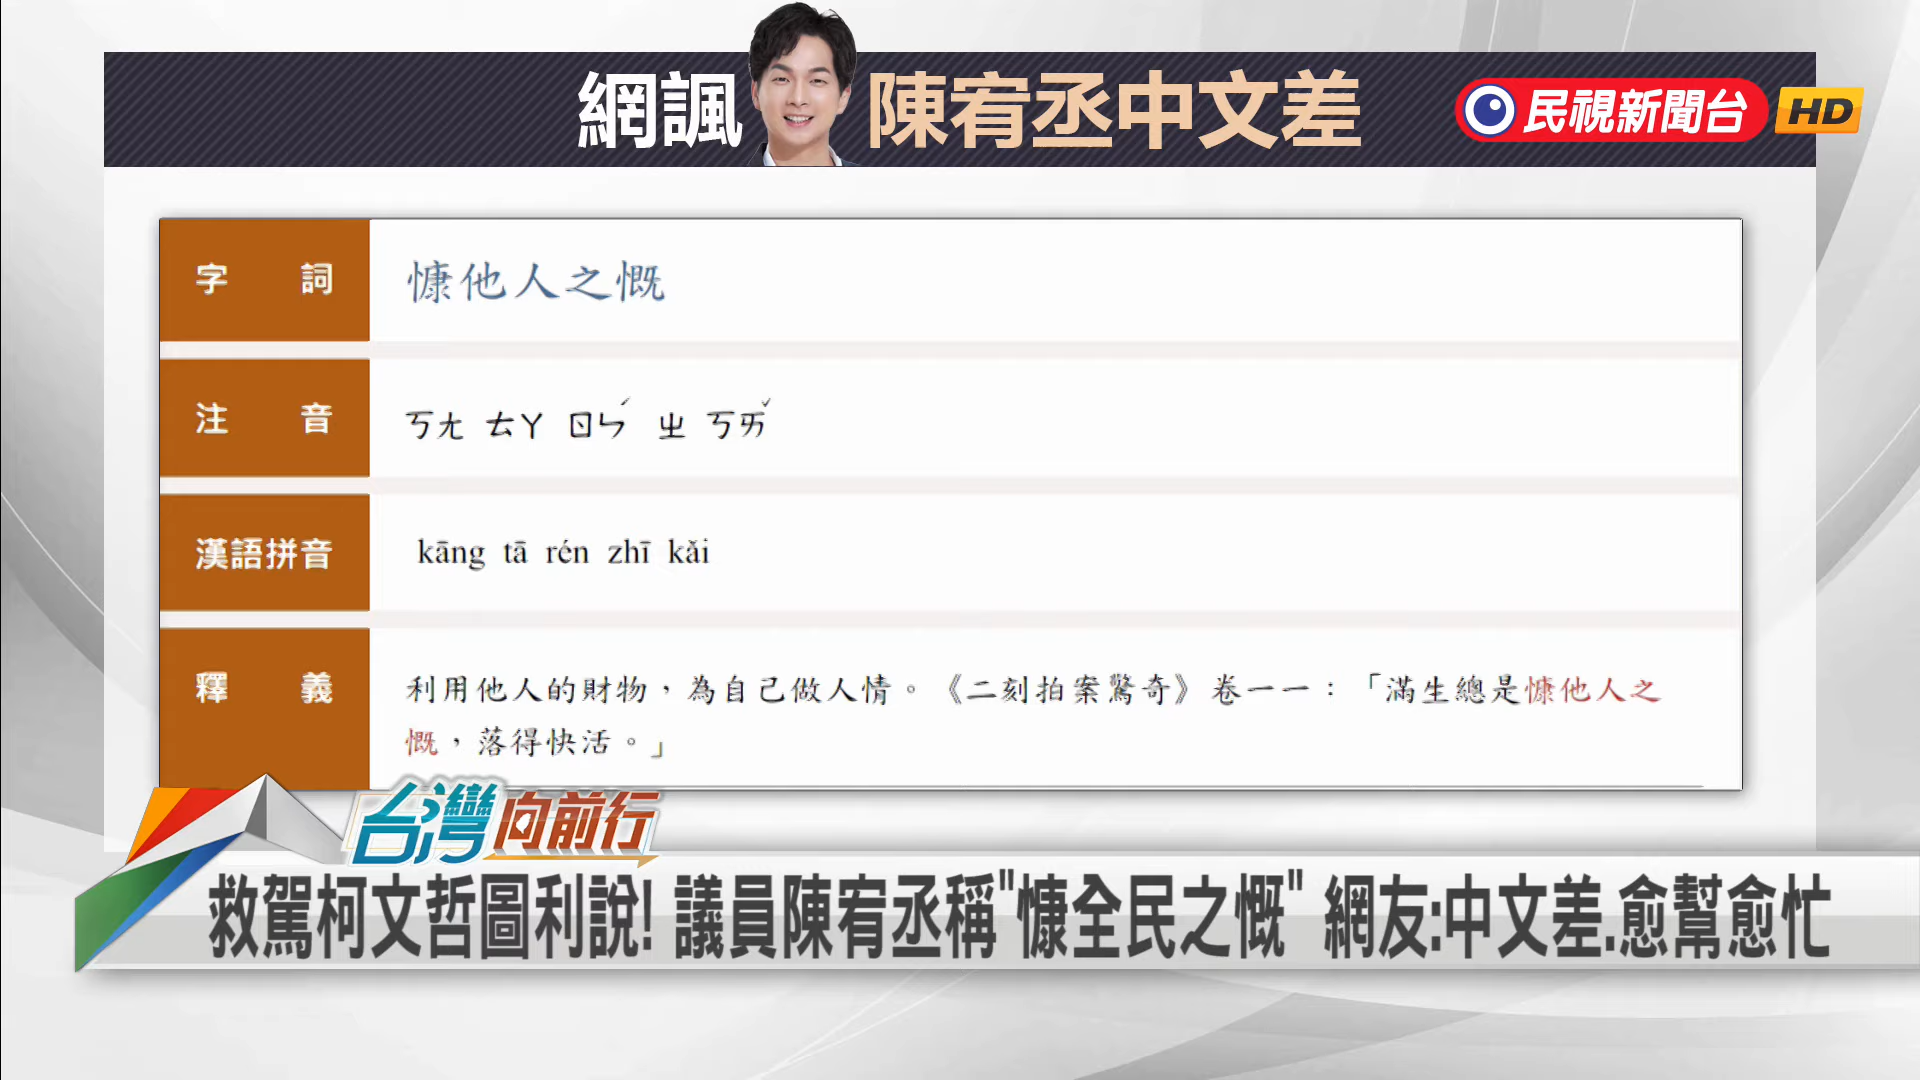 網諷 陳宥丞中文差
民視新聞台 HD
字詞 慷他人之慨
注音 ㄎㄤ ㄊㄚ ㄖㄣˊ ㄓ ㄎㄞˇ
漢語拼音 kāng tā rén zhī kǎi
釋義 利用他人的財物，為自己做人情。《二刻拍案驚奇》卷一一：「滿生總是慷他人之
慨，落得快活。」
台灣向前行
救駕柯文哲圖利說! 議員陳宥丞稱"慷全民之慨" 網友:中文差.愈幫愈忙